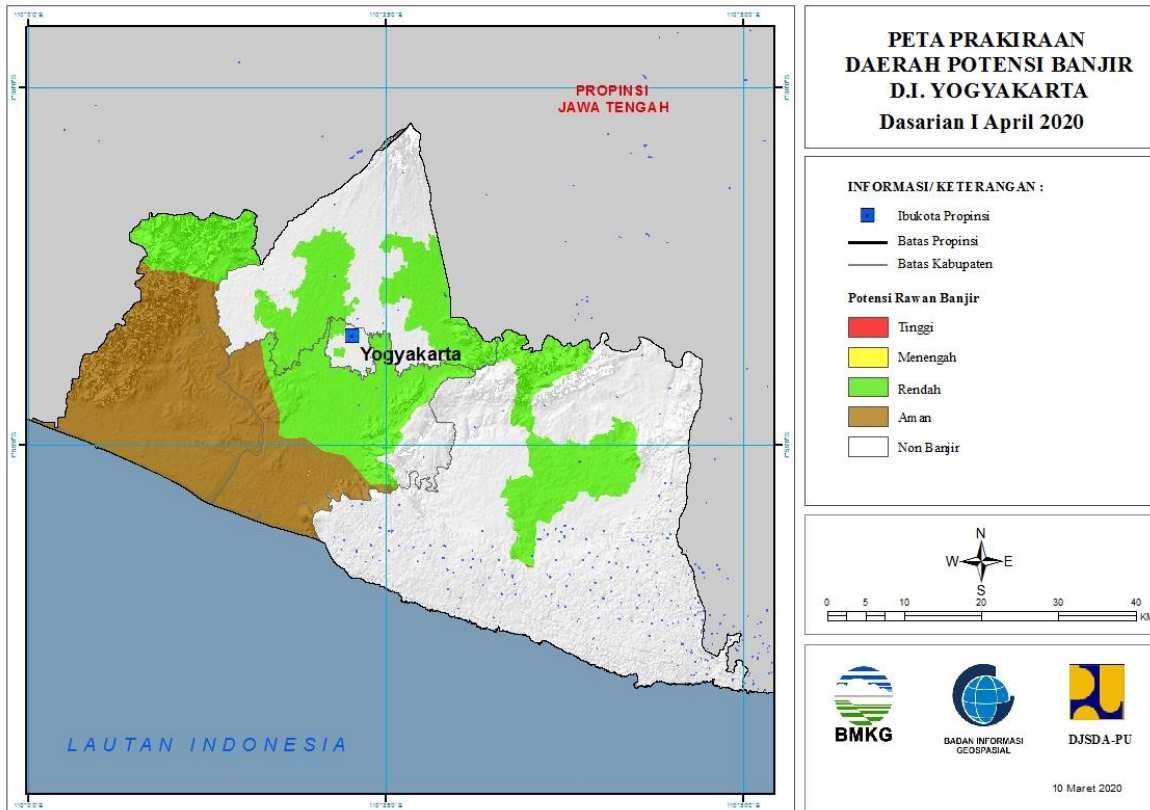 PROPINSI
JAWA TENGAH
Yogyakarta
LAUTAN INDONESIA
PETA PRAKIRAAN
DAERAH POTENSI BANJIR
D.I. YOGYAKARTA
Dasarian I April 2020
INFORMASI/ KETERANGAN :
Ibukota Propinsi
Batas Propinsi
Batas Kabupaten
Potensi Rawan Banjir
Tinggi
Menengah
Rendah
Aman
Non Banjir
N
W E
S
0 5 10 20 30 40
KM
BMKG
BADAN INFORMASI
GEOSPASIAL
DJSDA-PU
10 Maret 2020